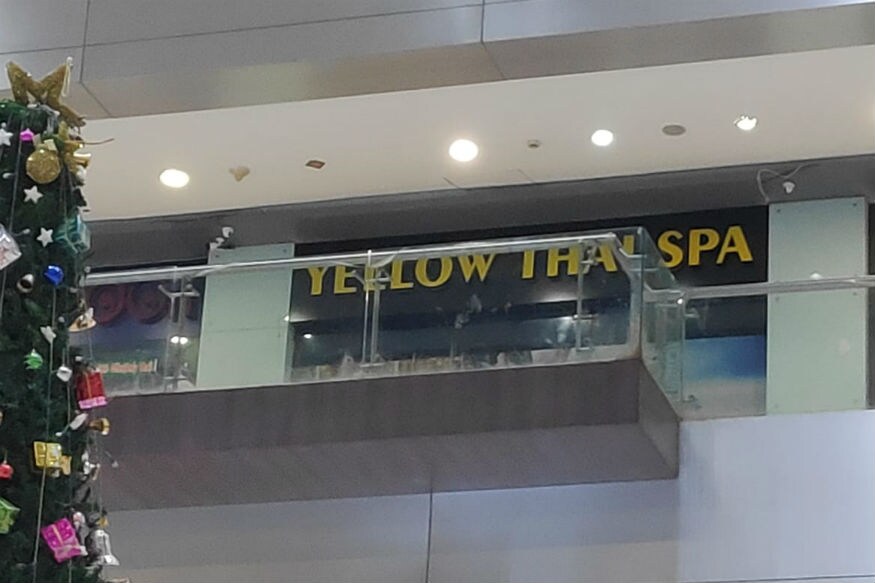 YELLOW THAI SPA